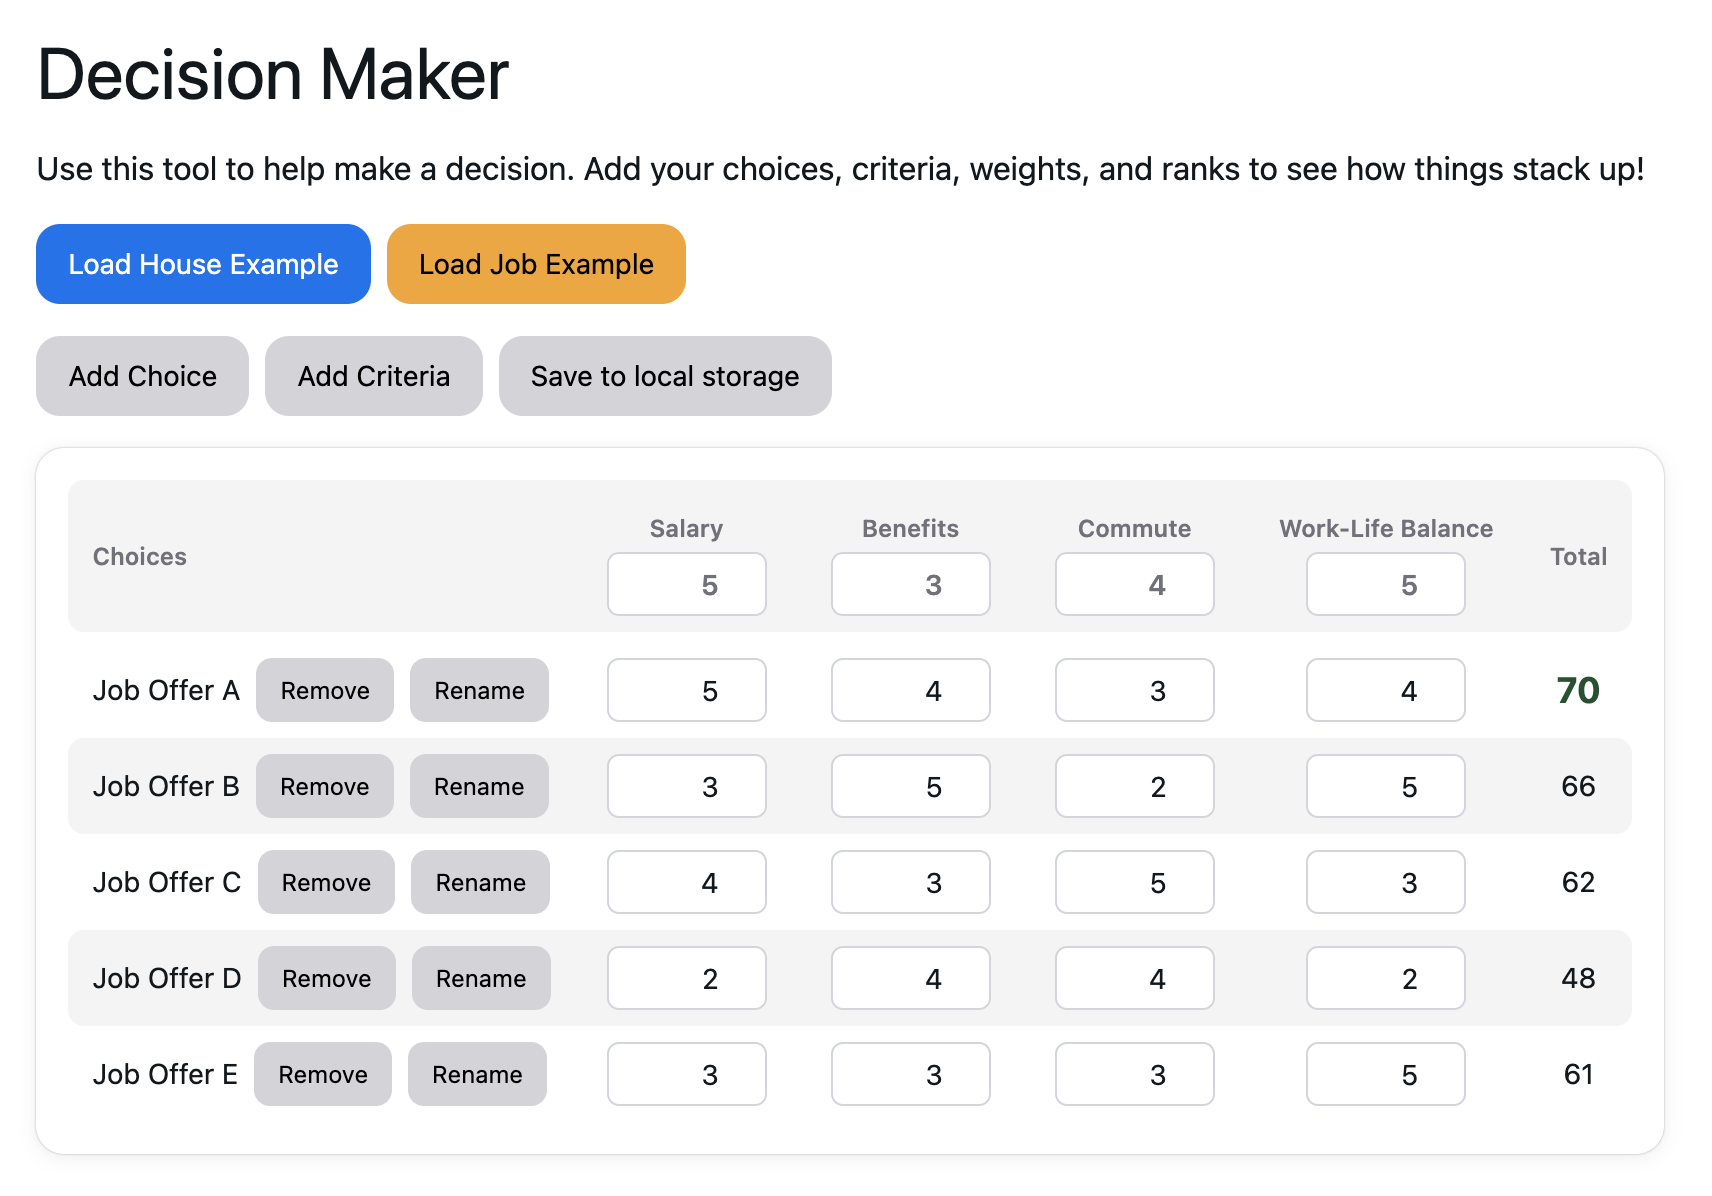 Decision Maker
Use this tool to help make a decision. Add your choices, criteria, weights, and ranks to see how things stack up!
Load House Example Load Job Example
Add Choice Add Criteria Save to local storage
Choices Salary Benefits Commute Work-Life Balance Total
5 3 4 5
Job Offer A Remove Rename 5 4 3 4 70
Job Offer B Remove Rename 3 5 2 5 66
Job Offer C Remove Rename 4 3 5 3 62
Job Offer D Remove Rename 2 4 4 2 48
Job Offer E Remove Rename 3 3 3 5 61